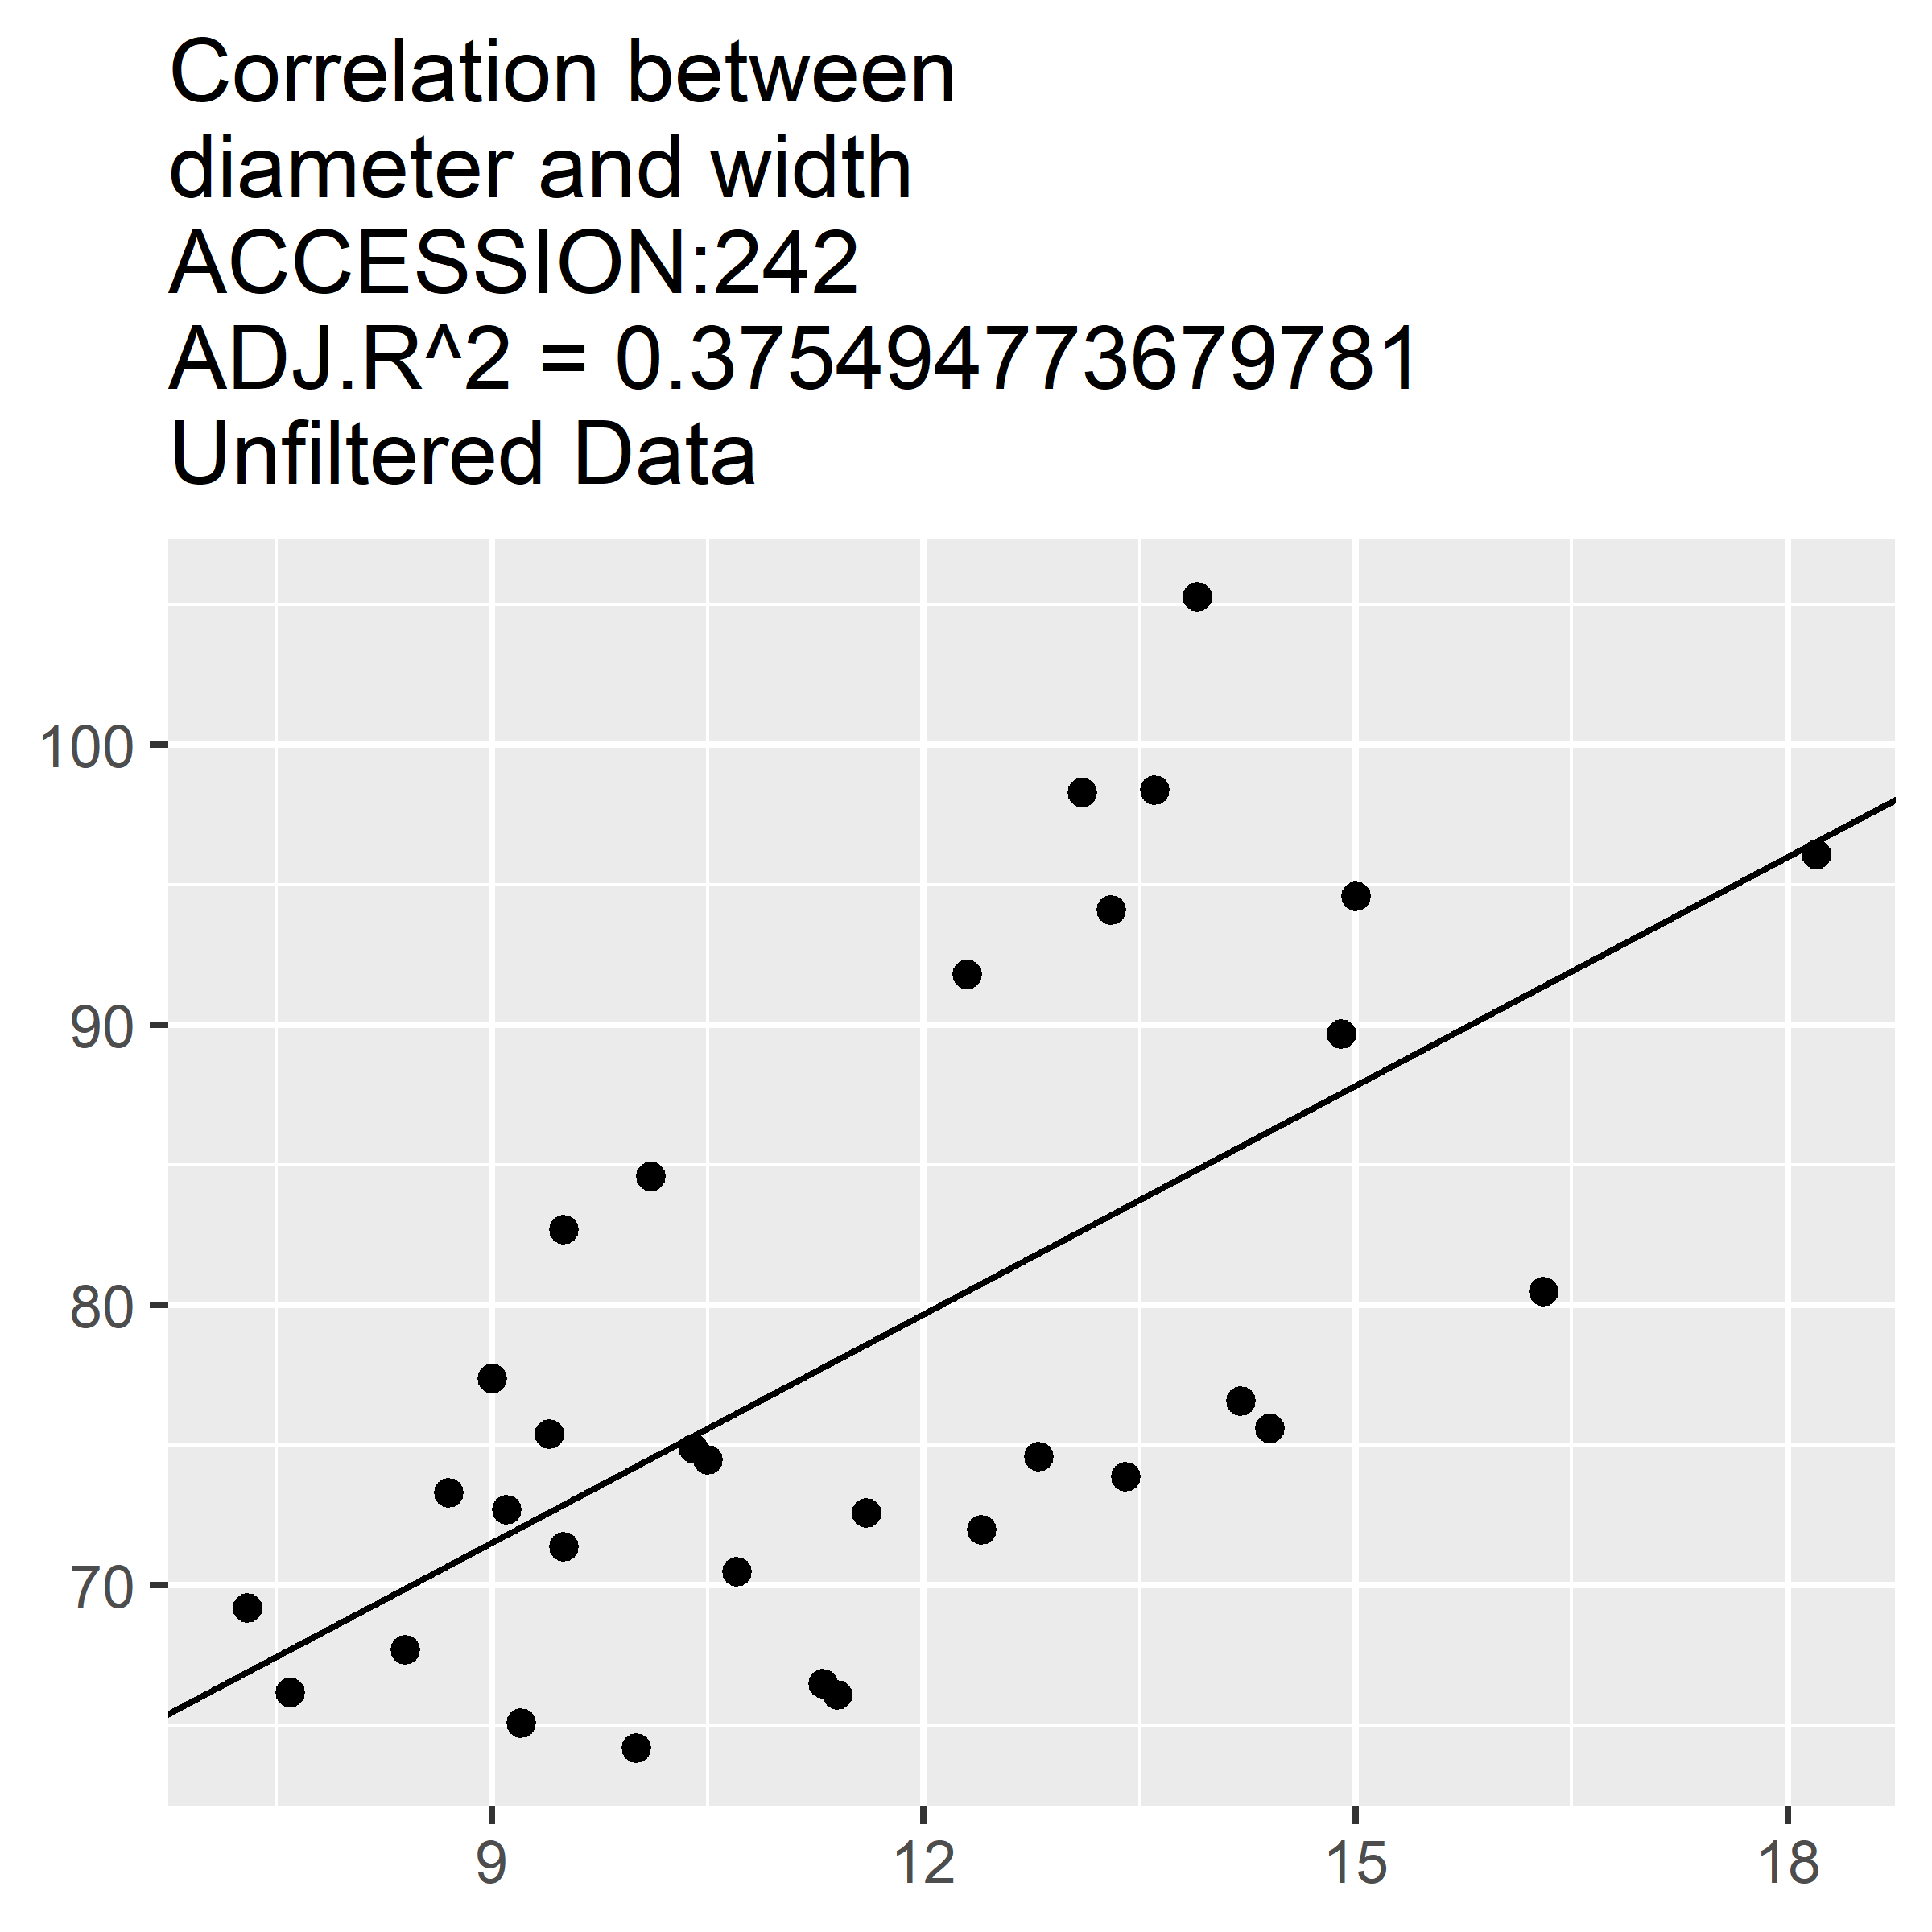 Correlation between
diameter and width
ACCESSION:242
ADJ.R^2 = 0.375494773679781
Unfiltered Data
100
90
80
70
9 12 15 18